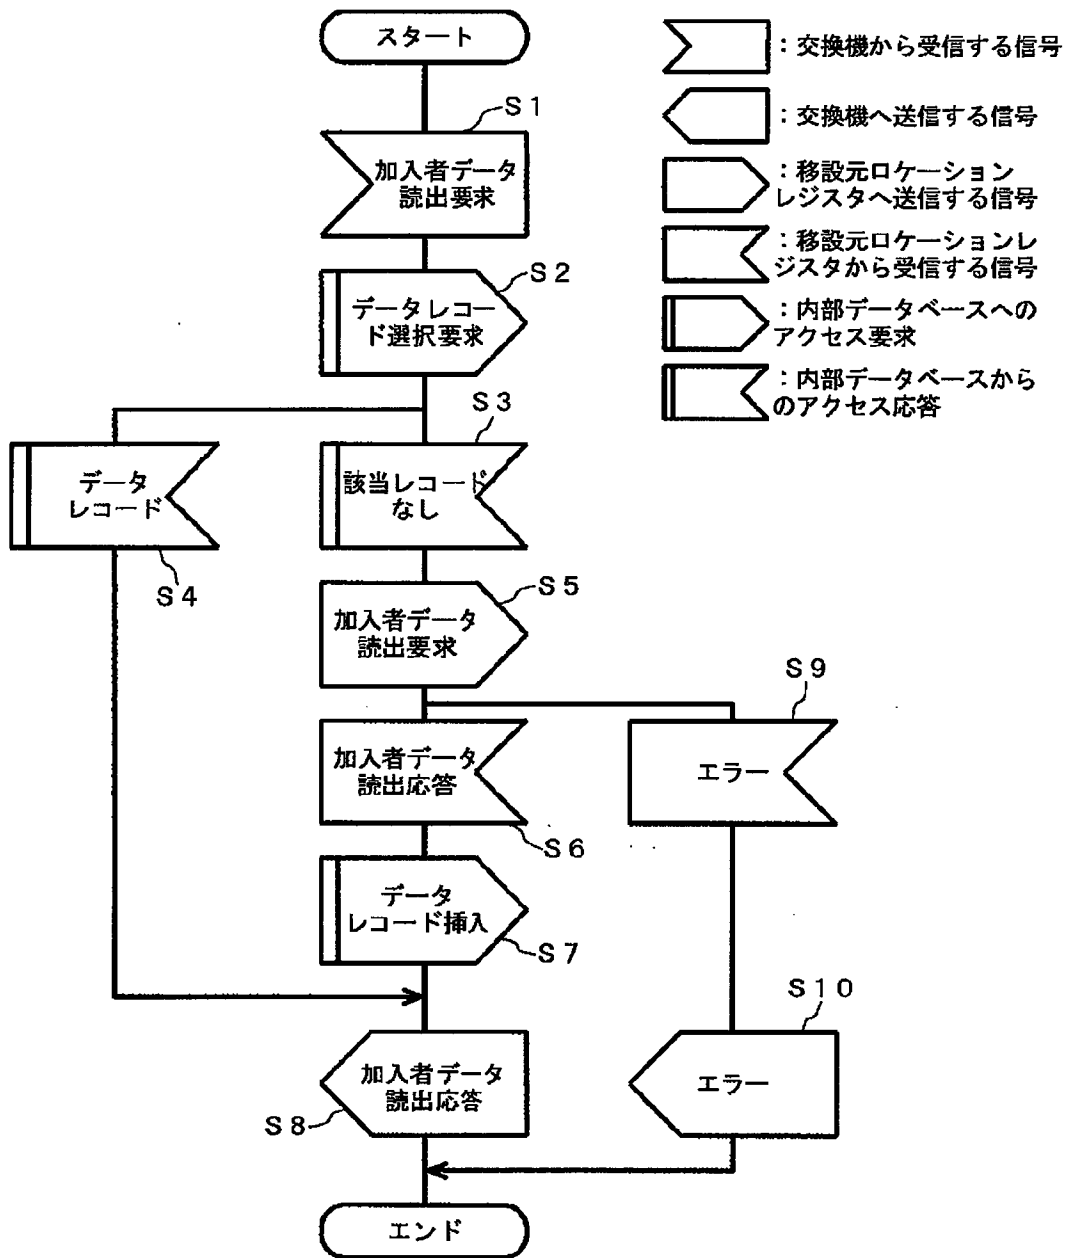 スタート
S1
加入者データ
読出要求
S2
データレコー
ド選択要求
S3
該当レコード
なし
データ
レコード
S4
S5
加入者データ
読出要求
S9
加入者データ
読出応答
S6
エラー
データ
レコード挿入
S7
S10
加入者データ
読出応答
S8
エラー
エンド
:交換機から受信する信号
:交換機へ送信する信号
:移設元ロケーション
レジスタへ送信する信号
:移設元ロケーションレ
ジスタから受信する信号
:内部データベースへの
アクセス要求
:内部データベースから
のアクセス応答